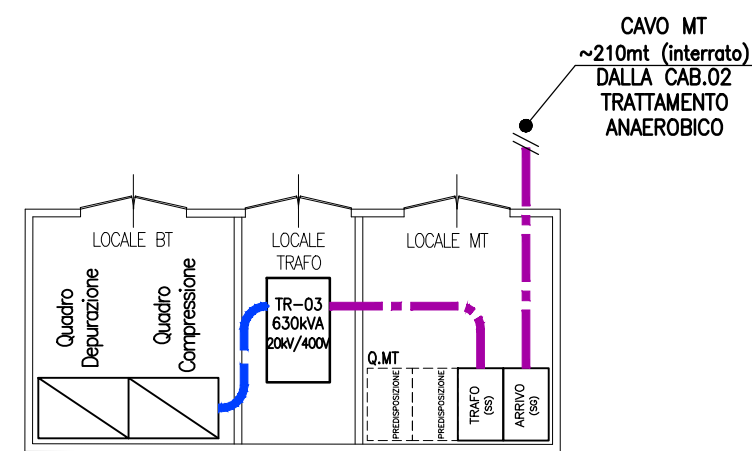 CAVO MT
~210mt (interrato)
DALLA CAB.02
TRATTAMENTO
ANAEROBICO
LOCALE BT
LOCALE
TRAFO
LOCALE MT
Quadro
Depurazione
Quadro
Compressione
TR-03
630kVA
20kV/400V
Q.MT
PREDISPOSIZIONE
PREDISPOSIZIONE
TRAFO
(SS)
ARRIVO
(SG)